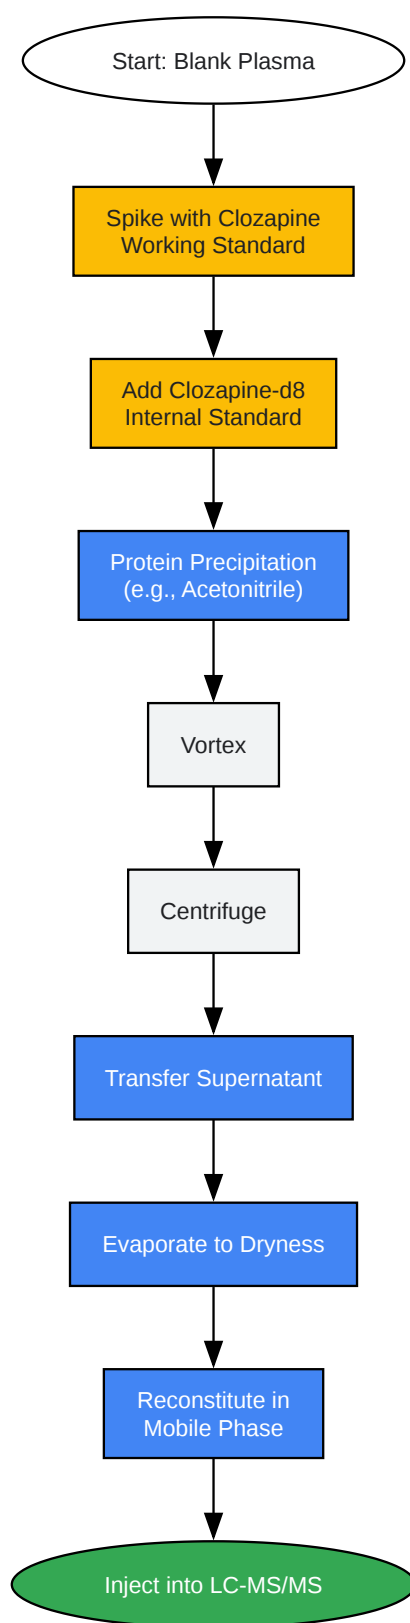 Start: Blank Plasma
Spike with Clozapine
Working Standard
Add Clozapine-d8
Internal Standard
Protein Precipitation
(e.g., Acetonitrile)
Vortex
Centrifuge
Transfer Supernatant
Evaporate to Dryness
Reconstitute in
Mobile Phase
Inject into LC-MS/MS